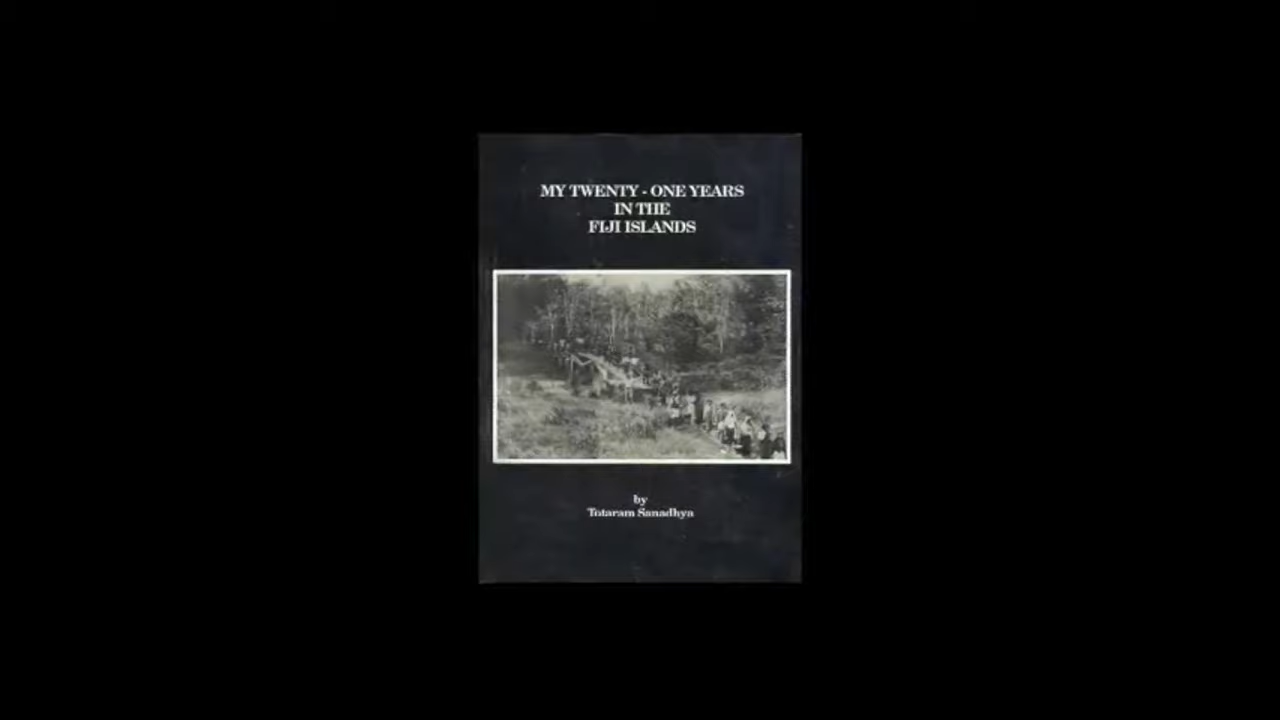 MY TWENTY - ONE YEARS
IN THE
FIJI ISLANDS
by
Totaram Sanadhya